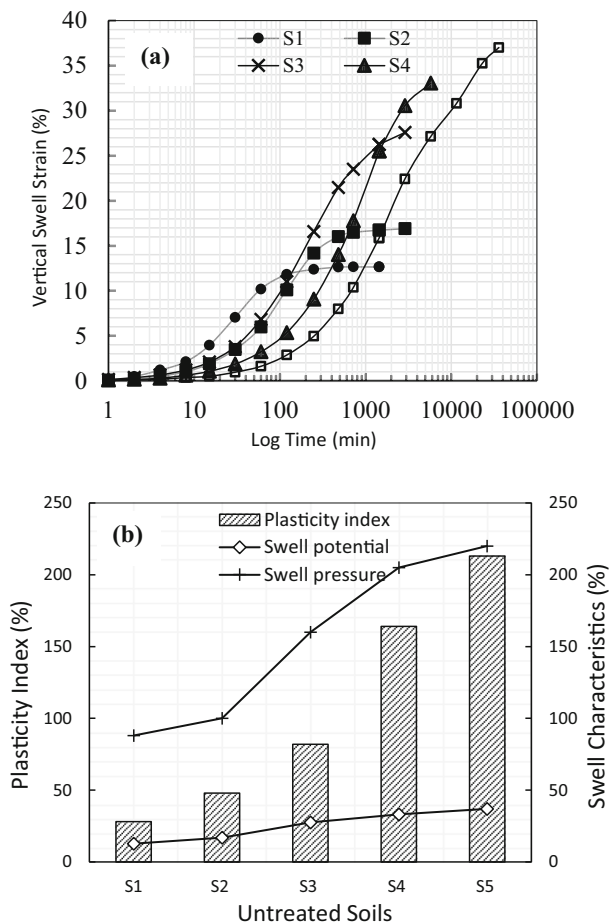 40
35
30
25
20
15
10
5
0
Vertical Swell Strain (%)
(a)
S1 S2
S3 S4
1 10 100 1000 10000 100000
Log Time (min)
250
200
150
100
50
0
Plasticity Index (%)
(b)
Plasticity index
Swell potential
Swell pressure
250
200
150
100
50
0
Swell Characteristics (%)
S1 S2 S3 S4 S5
Untreated Soils